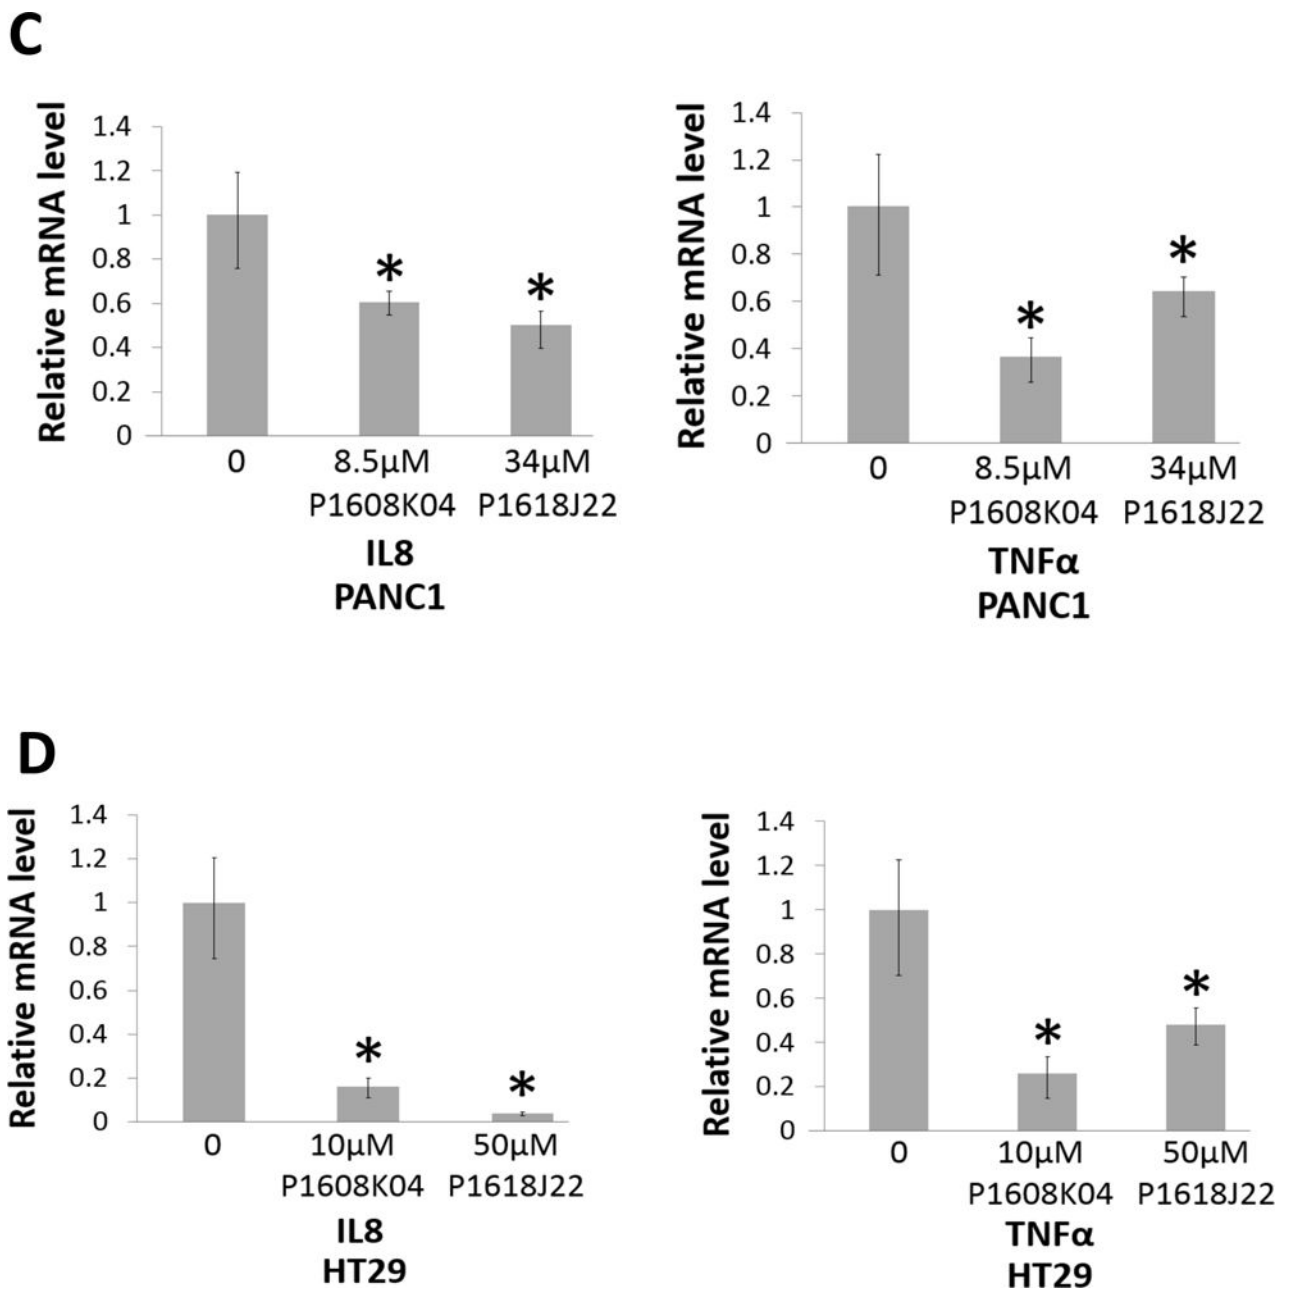 C
Relative mRNA level
1.4
1.2
1
0.8
0.6
0.4
0.2
0
*
*
0
8.5μM
34μM
P1608K04
P1618J22
IL8
PANC1
Relative mRNA level
1.4
1.2
1
0.8
0.6
0.4
0.2
0
*
*
0
8.5μM
34μM
P1608K04
P1618J22
TNFα
PANC1
D
Relative mRNA level
1.4
1.2
1
0.8
0.6
0.4
0.2
0
*
*
0
10μM
50μM
P1608K04
P1618J22
IL8
HT29
Relative mRNA level
1.4
1.2
1
0.8
0.6
0.4
0.2
0
*
*
0
10μM
50μM
P1608K04
P1618J22
TNFα
HT29